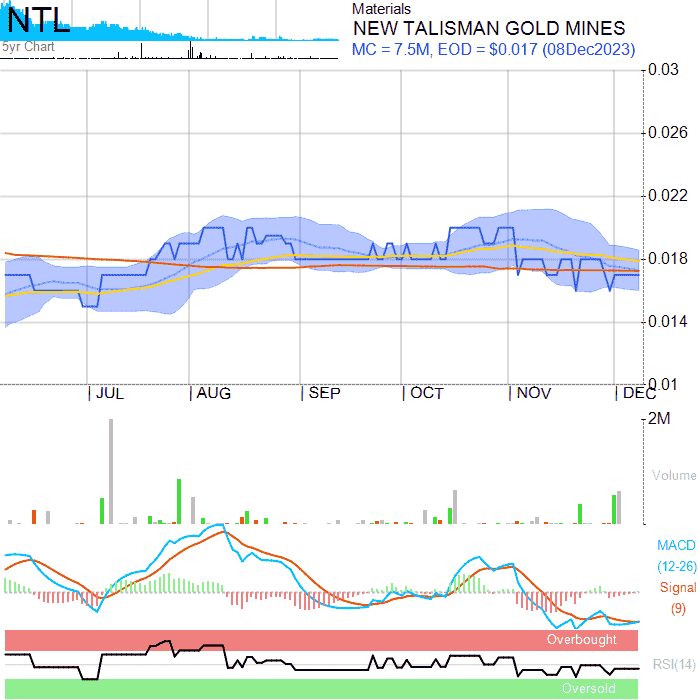 NTL
5yr Chart
Materials
NEW TALISMAN GOLD MINES
MC = 7.5M, EOD = $0.017 (08Dec2023)
0.03
0.026
0.022
0.018
0.014
0.01
JUL AUG SEP OCT NOV DEC
2M
Volume
MACD
(12-26)
Signal
(9)
Overbought
RSI(14)
Oversold